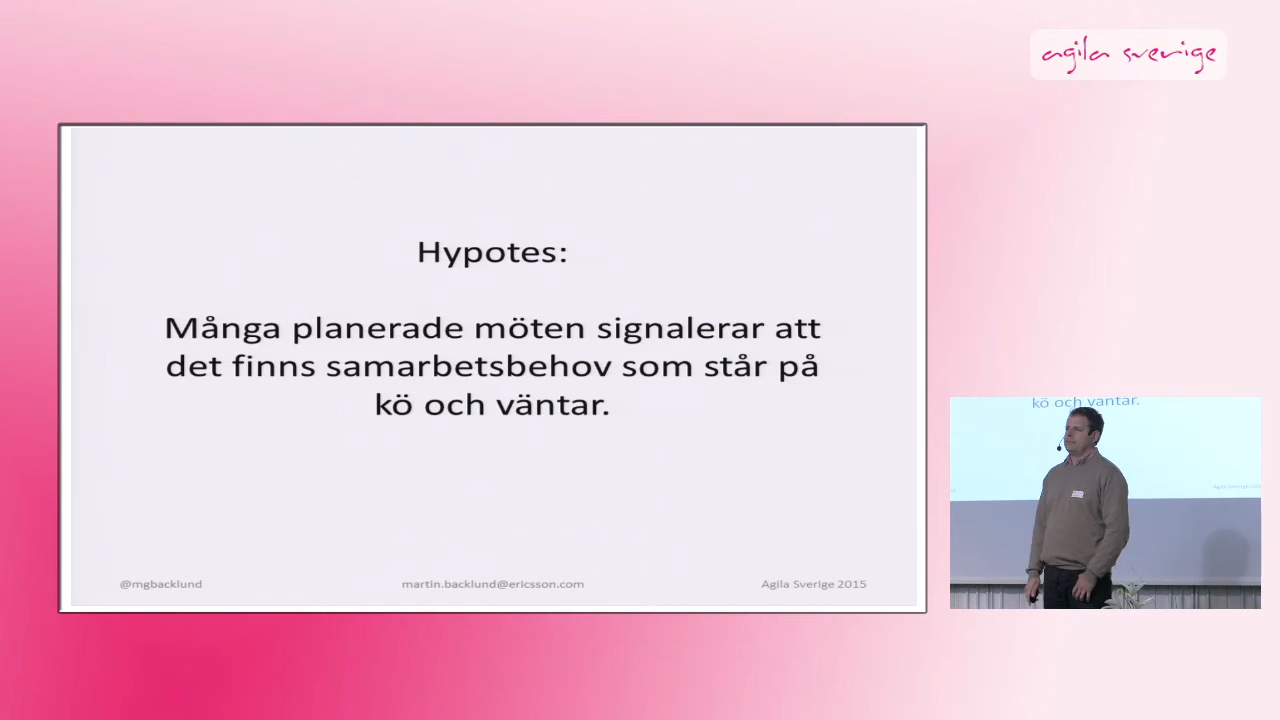 agila sverige
Hypotes:
Många planerade möten signalerar att
det finns samarbetsbehov som står på
kö och väntar.
@mgbacklund
martin.backlund@ericsson.com
Agila Sverige 2015
kö och väntar.